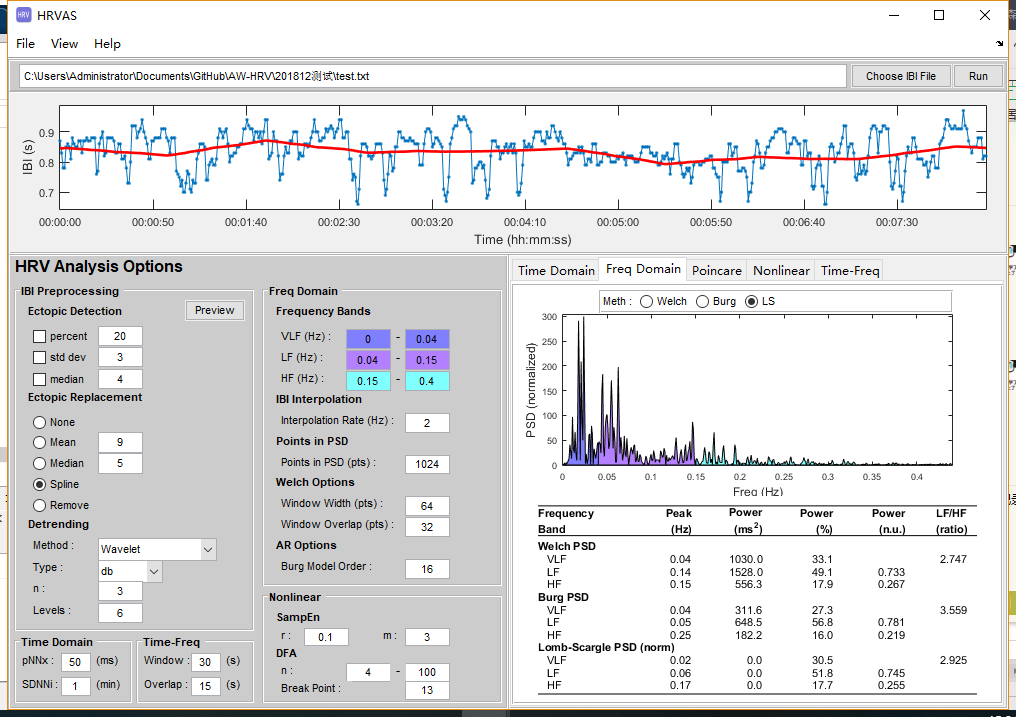 HRV HRVAS
File View Help
C:\Users\Administrator\Documents\GitHub\AW-HRV\201812测试\test.txt Choose IBI File Run
IBI (s)
0.9
0.8
0.7
00:00:00 00:00:50 00:01:40 00:02:30 00:03:20 00:04:10 00:05:00 00:05:50 00:06:40 00:07:30
Time (hh:mm:ss)
HRV Analysis Options
IBI Preprocessing
Ectopic Detection Preview
percent 20
std dev 3
median 4
Ectopic Replacement
None
Mean 9
Median 5
Spline
Remove
Detrending
Method : Wavelet
Type : db
n : 3
Levels : 6
Time Domain
pNNx : 50 (ms)
SDNNi : 1 (min)
Time-Freq
Window : 30 (s)
Overlap : 15 (s)
Freq Domain
Frequency Bands
VLF (Hz) : 0 - 0.04
LF (Hz) : 0.04 - 0.15
HF (Hz) : 0.15 - 0.4
IBI Interpolation
Interpolation Rate (Hz) : 2
Points in PSD
Points in PSD (pts) : 1024
Welch Options
Window Width (pts) : 64
Window Overlap (pts) : 32
AR Options
Burg Model Order : 16
Nonlinear
SampEn
r : 0.1 m : 3
DFA
n : 4 - 100
Break Point : 13
Time Domain Freq Domain Poincare Nonlinear Time-Freq
Meth : Welch Burg LS
PSD (normalized)
300
250
200
150
100
50
0
0 0.05 0.1 0.15 0.2 0.25 0.3 0.35 0.4
Freq (Hz)
Frequency Peak Power Power Power LF/HF
Band (Hz) (ms2) (%) (n.u.) (ratio)
Welch PSD
VLF 0.04 1030.0 33.1 2.747
LF 0.14 1528.0 49.1 0.733
HF 0.15 556.3 17.9 0.267
Burg PSD
VLF 0.04 311.6 27.3 3.559
LF 0.05 648.5 56.8 0.781
HF 0.25 182.2 16.0 0.219
Lomb-Scargle PSD (norm)
VLF 0.02 0.0 30.5 2.925
LF 0.06 0.0 51.8 0.745
HF 0.17 0.0 17.7 0.255